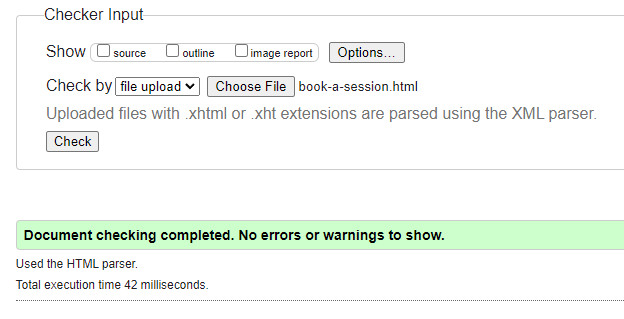 Checker Input
Show source outline image report Options...
Check by file upload Choose File book-a-session.html
Uploaded files with .xhtml or .xht extensions are parsed using the XML parser.
Check
Document checking completed. No errors or warnings to show.
Used the HTML parser.
Total execution time 42 milliseconds.